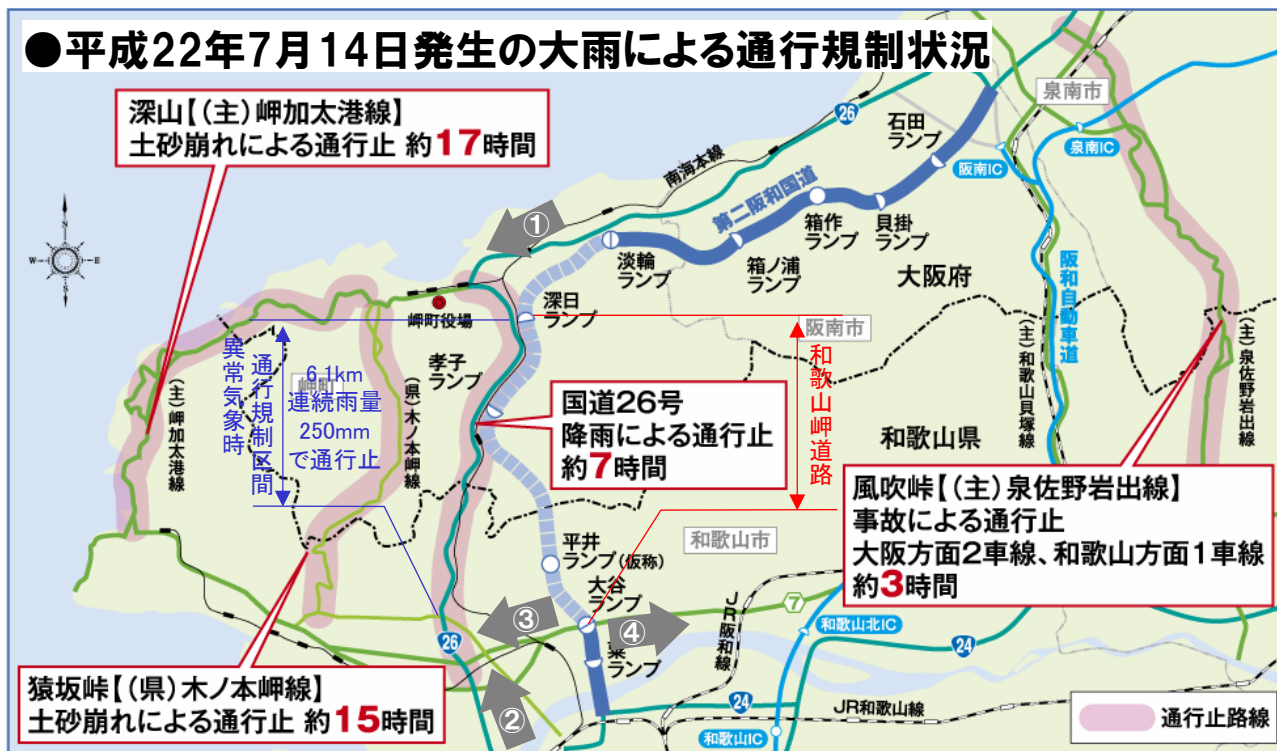 ●平成22年7月14日発生の大雨による通行規制状況
深山【(主)岬加太港線】
土砂崩れによる通行止 約17時間
26
石田
ランプ
泉南市
阪南IC
泉南IC
南海本線
第二阪和国道
①
淡輪
ランプ
箱ノ浦
ランプ
箱作
ランプ
貝掛
ランプ
大阪府
阪和自動車道
W
E
N
S
岬町役場
深日
ランプ
阪南市
(主)和歌山貝塚線
(主)泉佐野岩出線
孝子
ランプ
異常気象時
通行規制区間
岬町
6.1km
連続雨量
250mm
で通行止
(主)岬加太港線
(県)木ノ本岬線
国道26号
降雨による通行止
約7時間
和歌山岬道路
和歌山県
風吹峠【(主)泉佐野岩出線】
事故による通行止
大阪方面2車線、和歌山方面1車線
約3時間
平井
ランプ(仮称)
和歌山市
大谷
ランプ
③
④
7
JR阪和線
和歌山北IC
24
26
ランプ
猿坂峠【(県)木ノ本岬線】
土砂崩れによる通行止 約15時間
②
24
JR和歌山線
和歌山IC
通行止路線